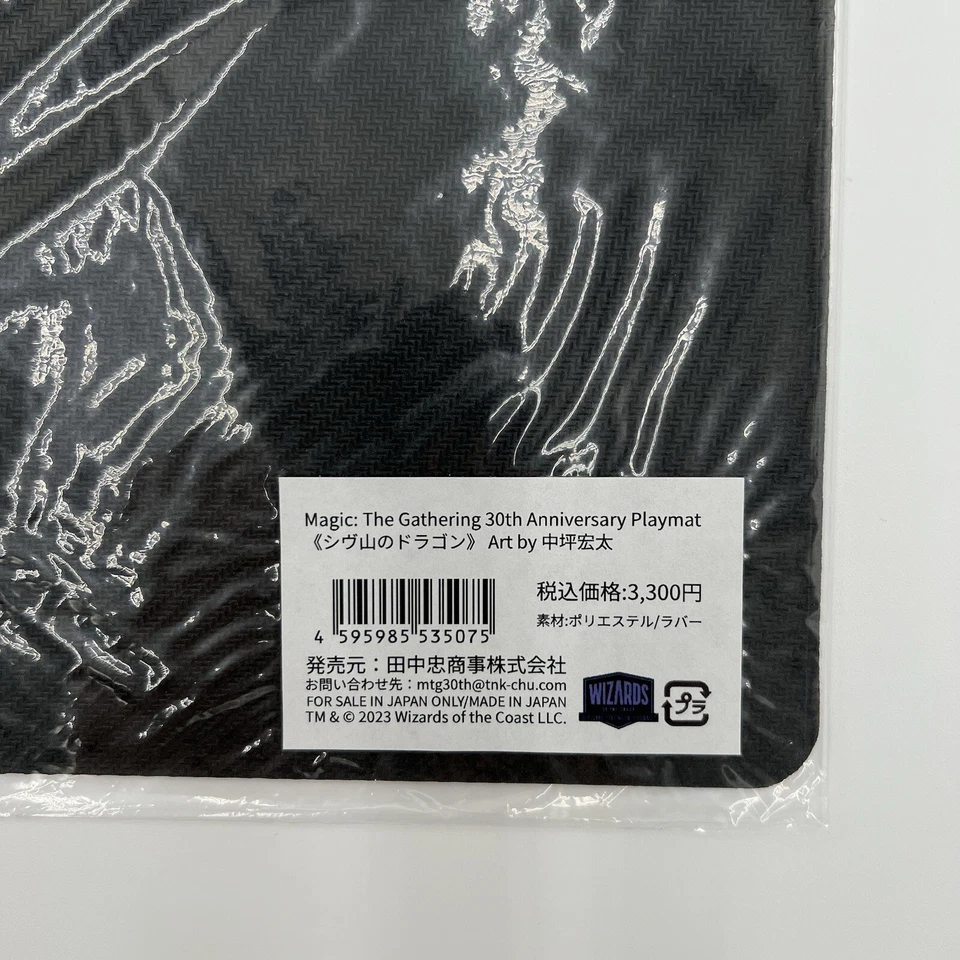 Magic: The Gathering 30th Anniversary Playmat
《シヴ山のドラゴン》 Art by 中坪宏太
税込価格:3,300円
素材:ポリエステル/ラバー
4 595985 535075
発売元：田中忠商事株式会社
お問い合わせ先：mtg30th@tnk-chu.com
FOR SALE IN JAPAN ONLY/MADE IN JAPAN
TM & © 2023 Wizards of the Coast LLC.
WIZARDS
プラ